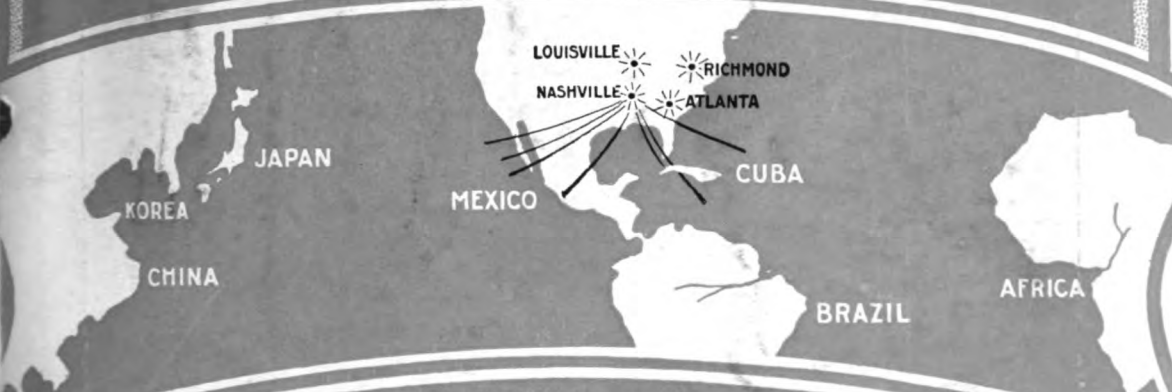 LOUISVILLE
RICHMOND
NASHVILLE
ATLANTA
JAPAN
CUBA
MEXICO
KOREA
CHINA
AFRICA
BRAZIL